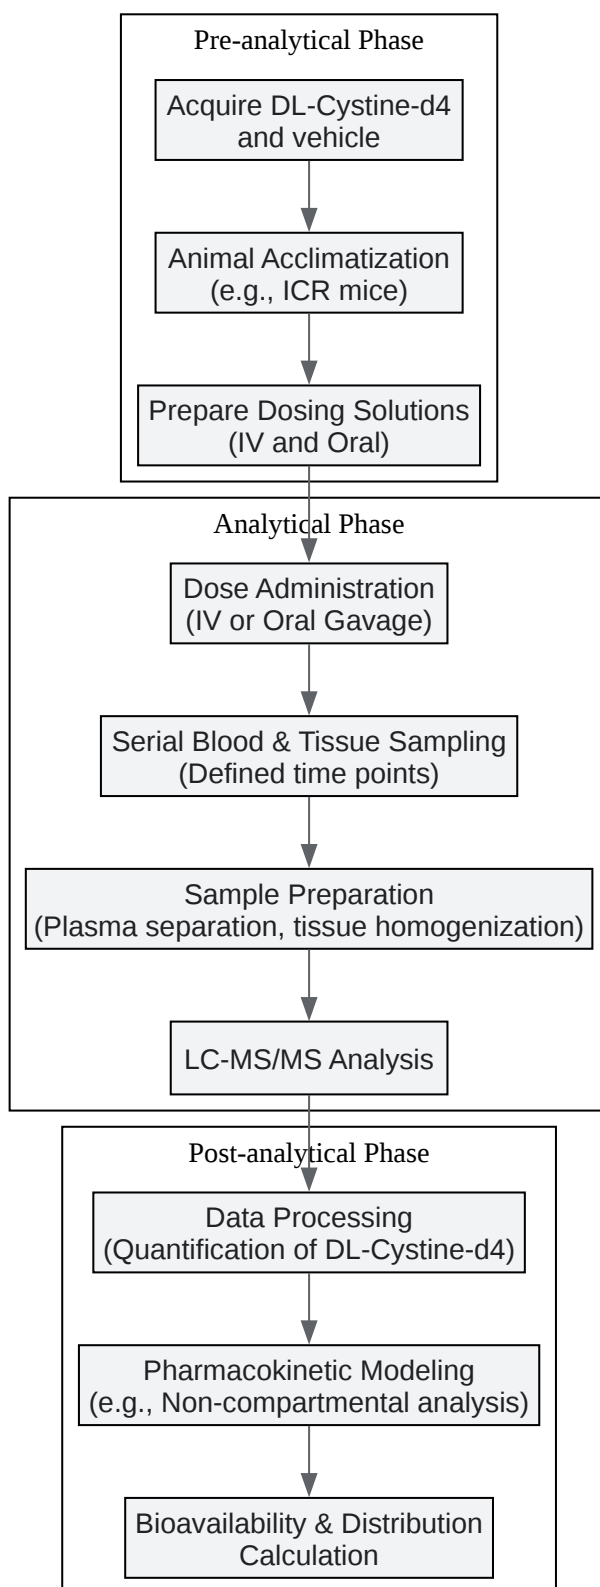 Pre-analytical Phase
Acquire DL-Cystine-d4
and vehicle
Animal Acclimatization
(e.g., ICR mice)
Prepare Dosing Solutions
(IV and Oral)
Analytical Phase
Dose Administration
(IV or Oral Gavage)
Serial Blood & Tissue Sampling
(Defined time points)
Sample Preparation
(Plasma separation, tissue homogenization)
LC-MS/MS Analysis
Post-analytical Phase
Data Processing
(Quantification of DL-Cystine-d4)
Pharmacokinetic Modeling
(e.g., Non-compartmental analysis)
Bioavailability & Distribution
Calculation